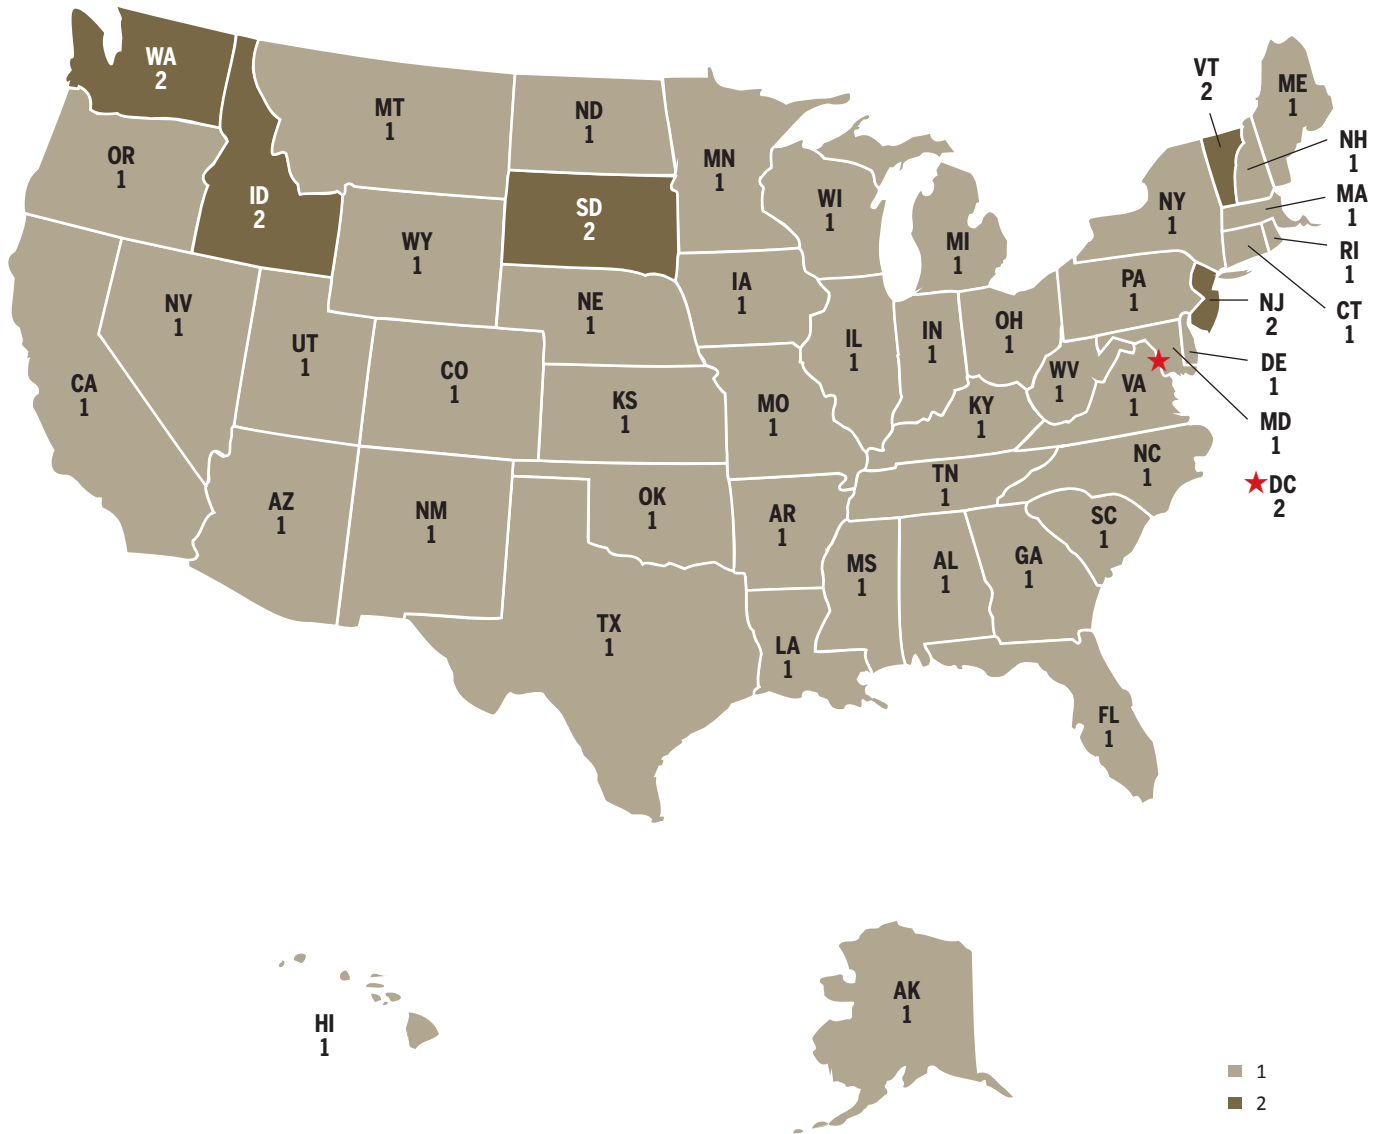 WA
2
MT
1
ND
1
MN
1
VT
2
ME
1
OR
1
ID
2
SD
2
WI
1
NH
1
MA
1
NY
1
WY
1
MI
1
RI
1
NV
1
UT
1
NE
1
IA
1
PA
1
NJ
2
CT
1
CA
1
CO
1
IL
1
IN
1
OH
1
DE
1
WV
1
VA
1
KS
1
MO
1
KY
1
MD
1
NC
1
TN
1
DC
2
AZ
1
NM
1
OK
1
AR
1
SC
1
MS
1
AL
1
GA
1
TX
1
LA
1
FL
1
HI
1
AK
1
1
2